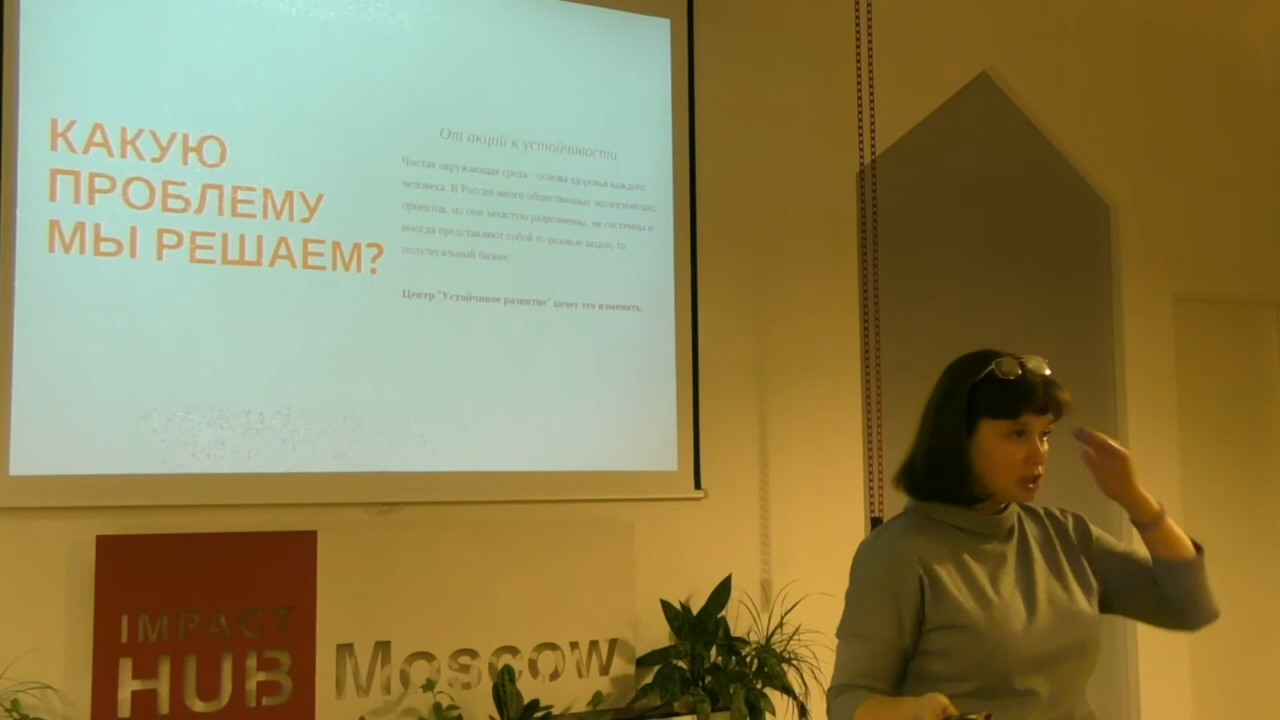 КАКУЮ
ПРОБЛЕМУ
МЫ РЕШАЕМ?
От акций к устойчивости
Чистая окружающая среда - основа здоровья каждого
человека. В России много общественных экологических
проектов, но они зачастую разрозненны, не системны и
иногда представляют собой то разовые акции, то
полулегальный бизнес.
Центр "Устойчивое развитие" хочет это изменить.
IMPACT
HUB
Moscow